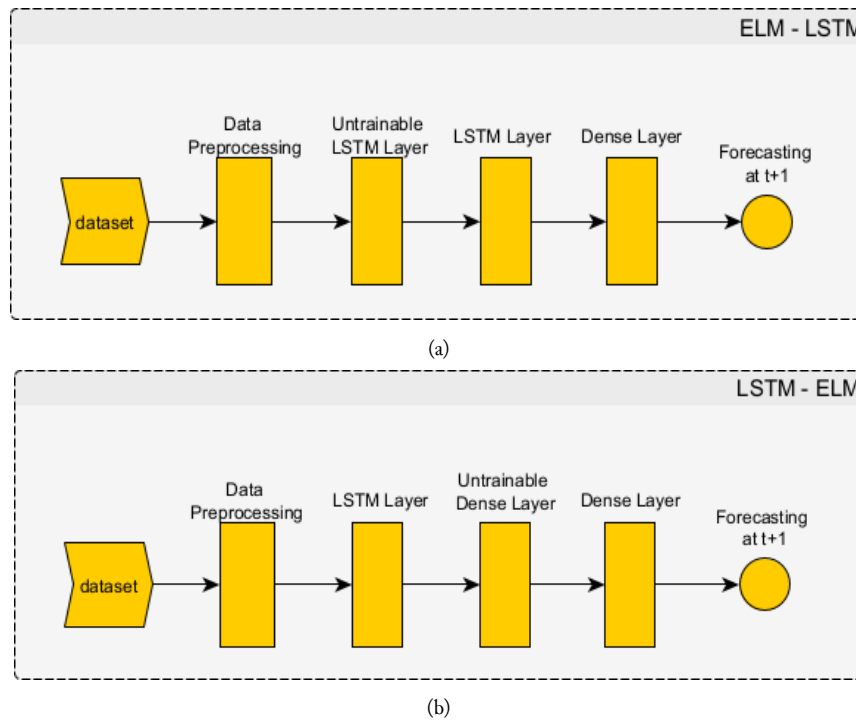 ELM - LSTM
Data
Preprocessing
Untrainable
LSTM Layer
LSTM Layer
Dense Layer
Forecasting
at t+1
dataset
(a)
LSTM - ELM
Data
Preprocessing
LSTM Layer
Untrainable
Dense Layer
Dense Layer
Forecasting
at t+1
dataset
(b)